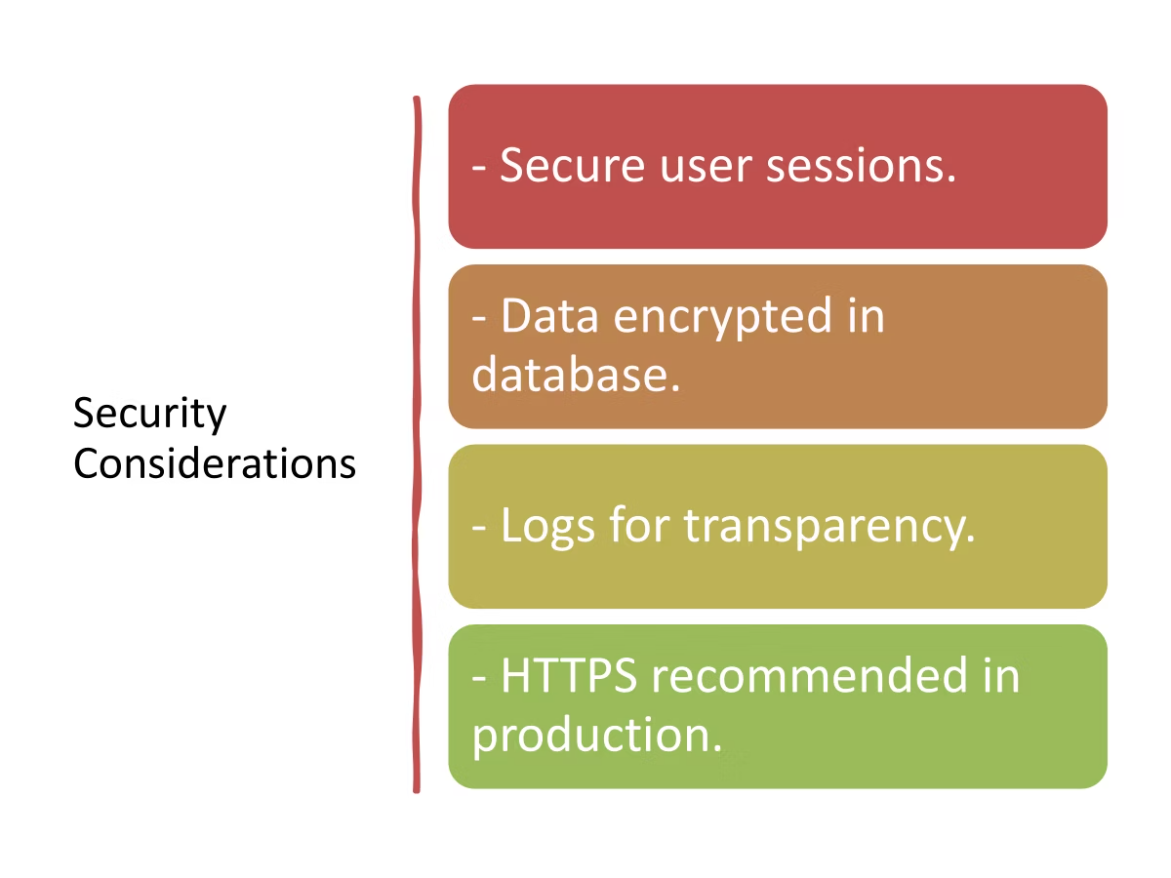 Security
Considerations
- Secure user sessions.
- Data encrypted in
database.
- Logs for transparency.
- HTTPS recommended in
production.